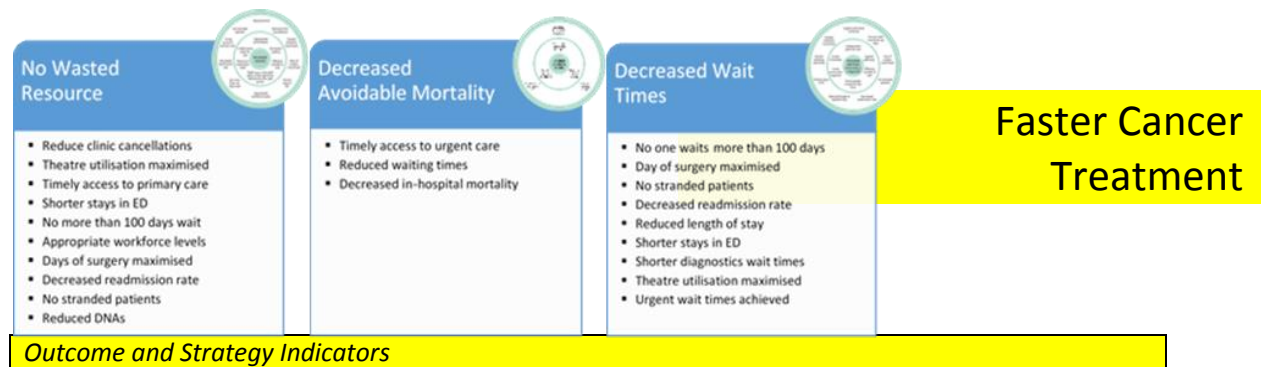 No Wasted
Resource
▪ Reduce clinic cancellations
▪ Theatre utilisation maximised
▪ Timely access to primary care
▪ Shorter stays in ED
▪ No more than 100 days wait
▪ Appropriate workforce levels
▪ Days of surgery maximised
▪ Decreased readmission rate
▪ No stranded patients
▪ Reduced DNAs
Decreased
Avoidable Mortality
▪ Timely access to urgent care
▪ Reduced waiting times
▪ Decreased in-hospital mortality
Decreased Wait
Times
▪ No one waits more than 100 days
▪ Day of surgery maximised
▪ No stranded patients
▪ Decreased readmission rate
▪ Reduced length of stay
▪ Shorter stays in ED
▪ Shorter diagnostics wait times
▪ Theatre utilisation maximised
▪ Urgent wait times achieved
Faster Cancer
Treatment
Outcome and Strategy Indicators